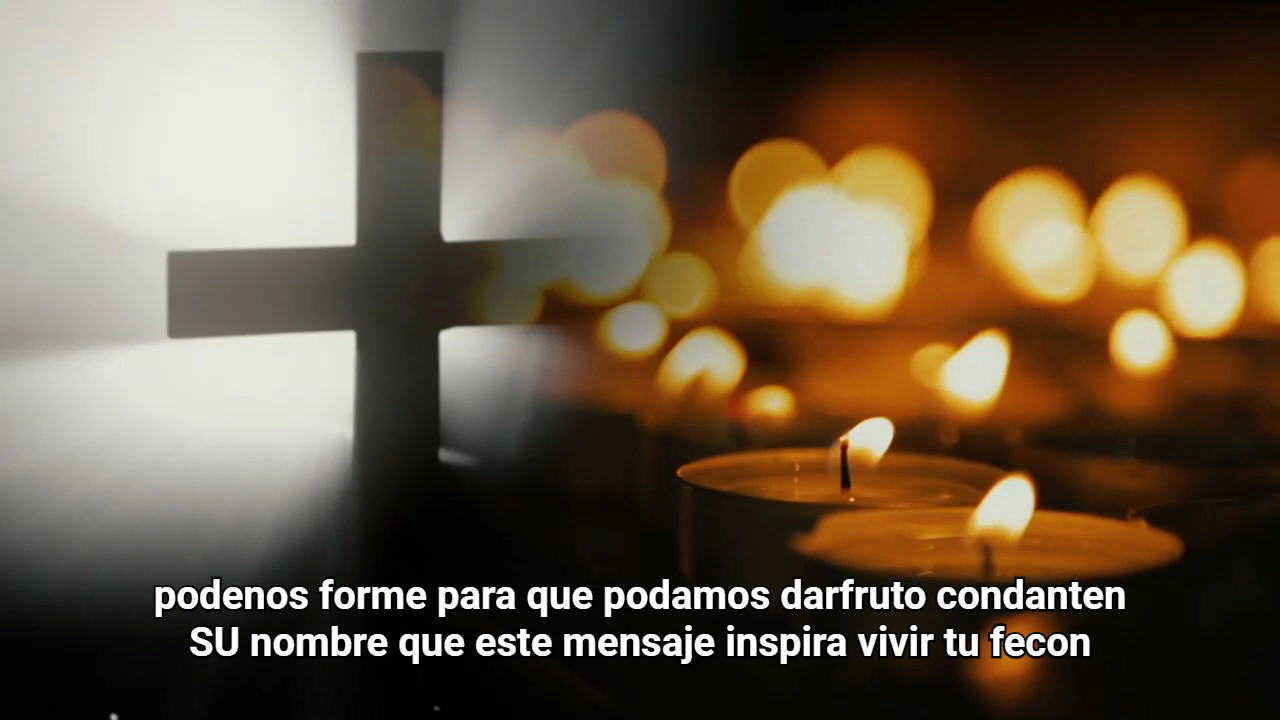 podenos forme para que podamos darfruto condanten
SU nombre que este mensaje inspira vivir tu fecon